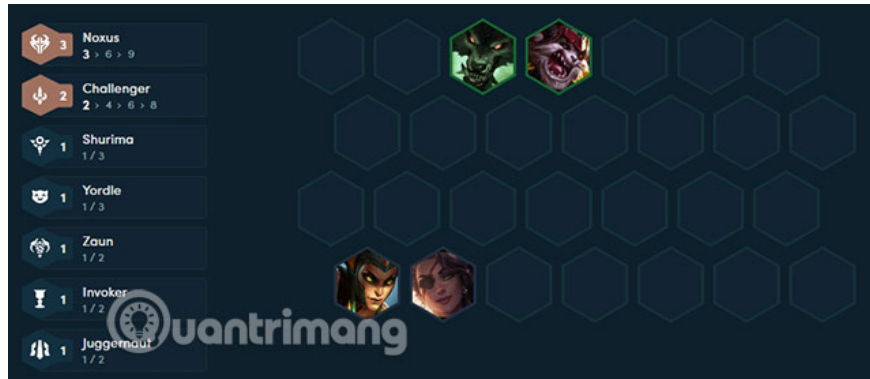 3 Noxus
3 > 6 > 9
2 Challenger
2 > 4 > 6 > 8
1 Shurima
1 / 3
1 Yordle
1 / 3
1 Zaun
1 / 2
1 Invoker
1 / 2
1 Juggernaut
1 / 2
Quantrimang